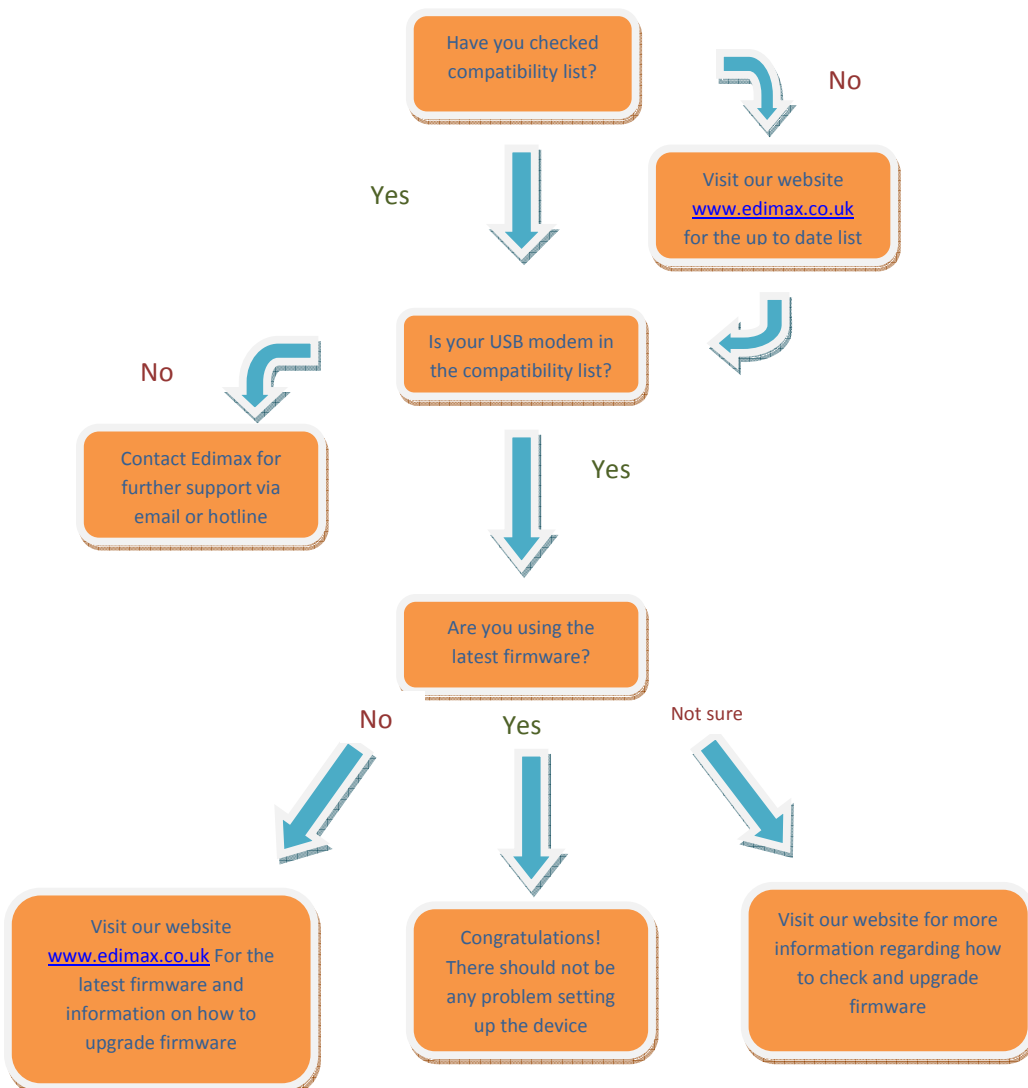 Have you checked
compatibility list?
No
Yes
Visit our website
www.edimax.co.uk
for the up to date list
Is your USB modem in
the compatibility list?
No
Contact Edimax for
further support via
email or hotline
Yes
Are you using the
latest firmware?
No
Yes
Not sure
Visit our website
www.edimax.co.uk For the
latest firmware and
information on how to
upgrade firmware
Congratulations!
There should not be
any problem setting
up the device
Visit our website for more
information regarding how
to check and upgrade
firmware